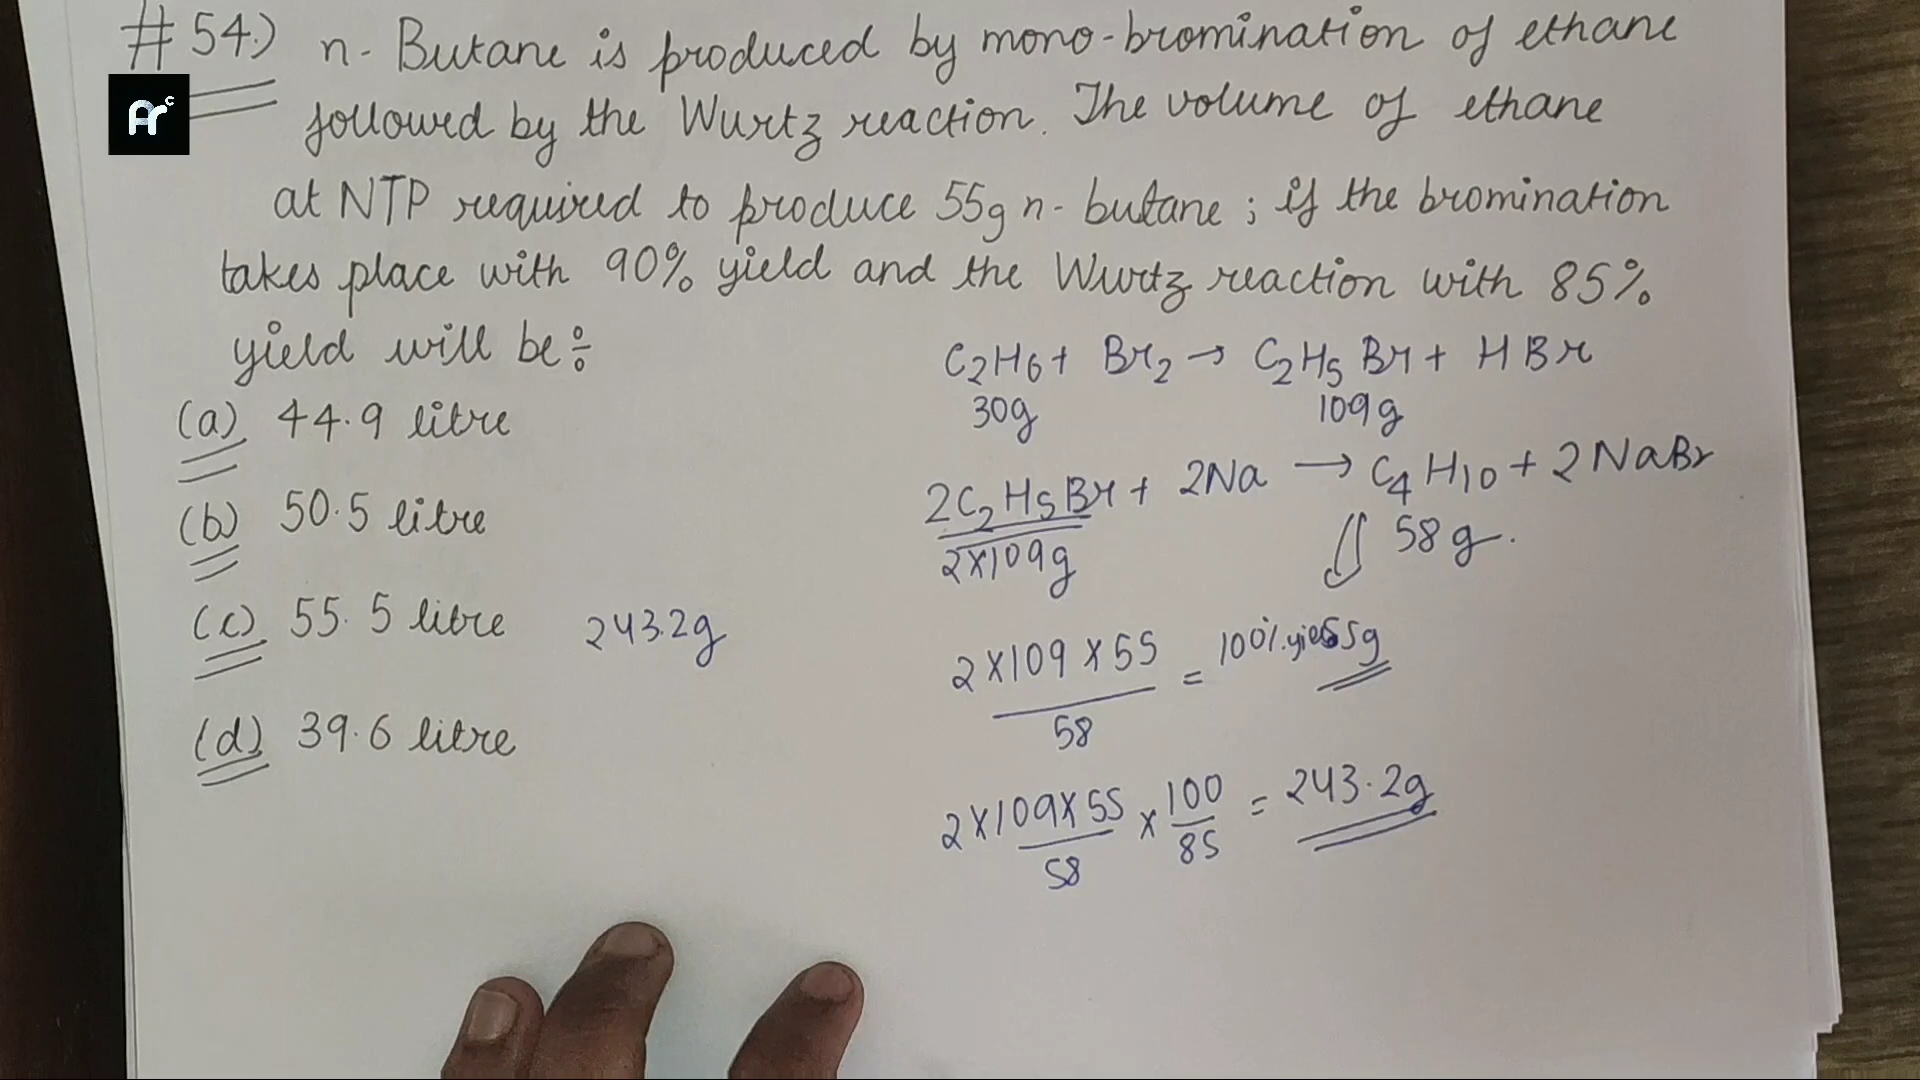 #54.) n-Butane is produced by mono-bromination of ethane
Arc
followed by the Wurtz reaction. The volume of ethane
at NTP required to produce 55g n-butane; if the bromination
takes place with 90% yield and the Wurtz reaction with 85%
yield will be:
(a) 44.9 litre
(b) 50.5 litre
(c) 55.5 litre
(d) 39.6 litre
243.2g
C2H6 + Br2 → C2H5Br + HBr
30g 109g
2C2H5Br + 2Na → C4H10 + 2NaBr
2×109g 58g.
2×109×55 = 100% 55g
58
2×109×55 × 100 = 243.2g
58 85